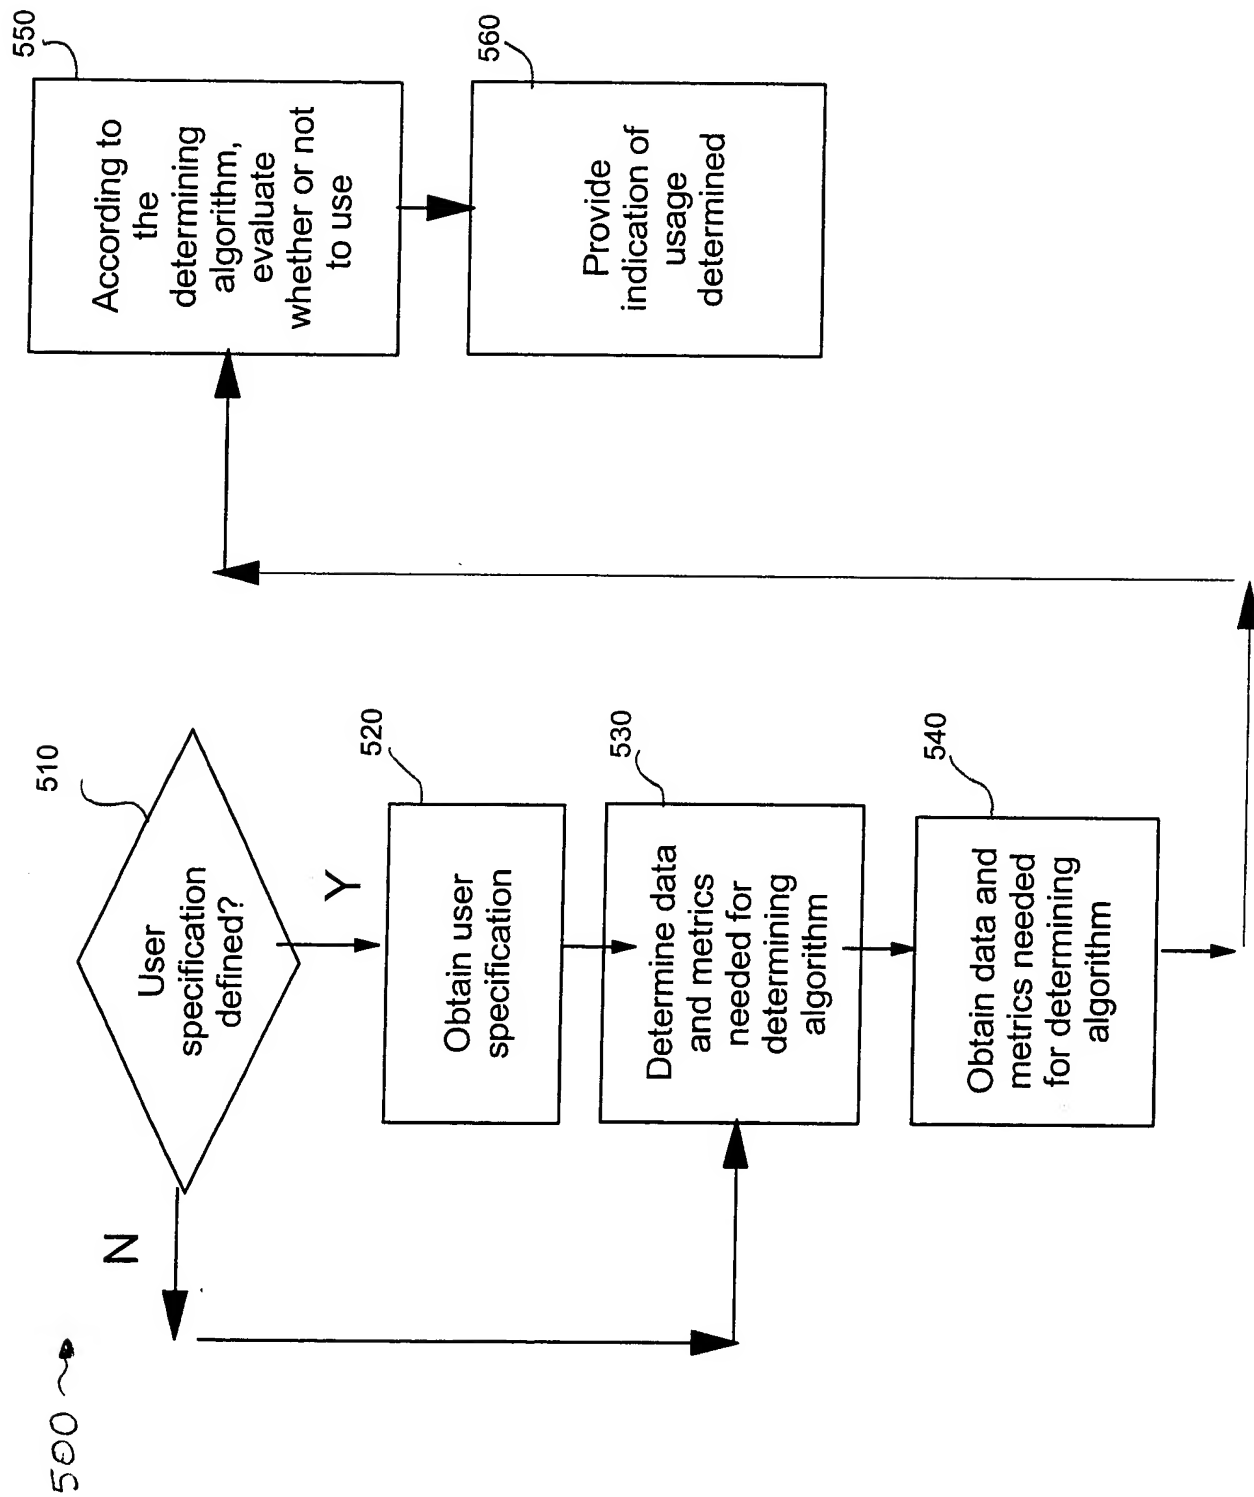 500
510
User
specification
defined?
N
Y
520
Obtain user
specification
530
Determine data
and metrics
needed for
determining
algorithm
540
Obtain data and
metrics needed
for determining
algorithm
550
According to
the
determining
algorithm,
evaluate
whether or not
to use
560
Provide
indication of
usage
determined